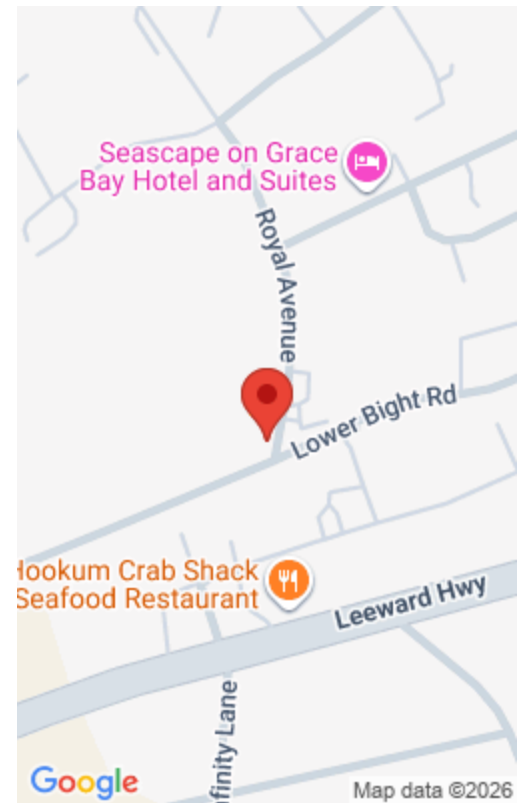 Seascape on Grace
Bay Hotel and Suites
Royal Avenue
Lower Bight Rd
Hookum Crab Shack
Seafood Restaurant
Leeward Hwy
finity Lane
Google
Map data ©2026